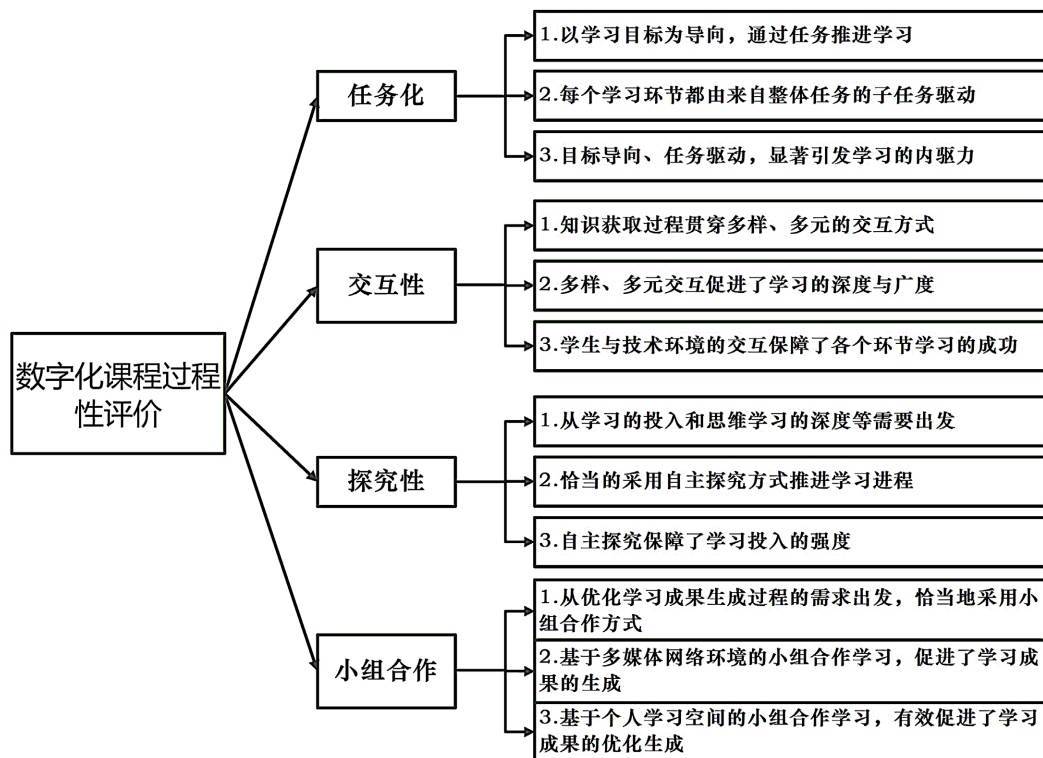 数字化课程过程
性评价
任务化
1.以学习目标为导向，通过任务推进学习
2.每个学习环节都由来自整体任务的子任务驱动
3.目标导向、任务驱动，显著引发学习的内驱力
交互性
1.知识获取过程贯穿多样、多元的交互方式
2.多样、多元交互促进了学习的深度与广度
3.学生与技术环境的交互保障了各个环节学习的成功
探究性
1.从学习的投入和思维学习的深度等需要出发
2.恰当的采用自主探究方式推进学习进程
3.自主探究保障了学习投入的强度
小组合作
1.从优化学习成果生成过程的需求出发，恰当地采用小
组合作方式
2.基于多媒体网络环境的小组合作学习，促进了学习成
果的生成
3.基于个人学习空间的小组合作学习，有效促进了学习
成果的优化生成